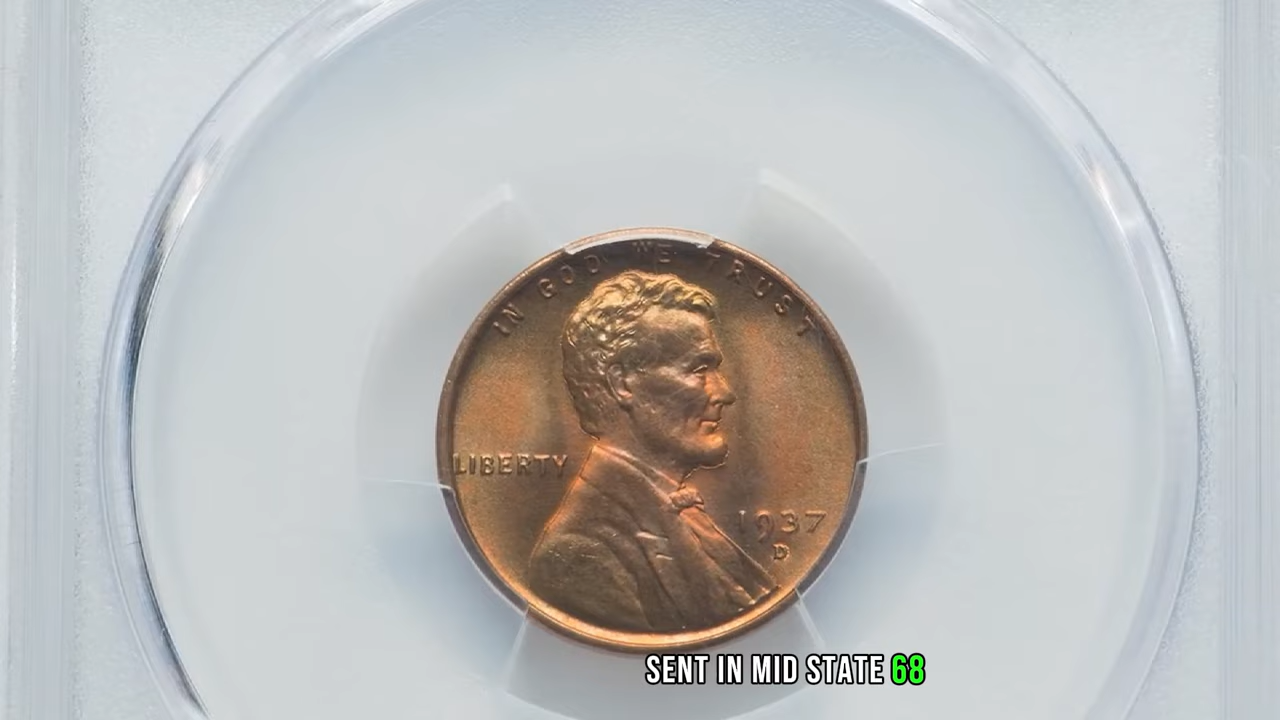 IN GOD WE TRUST
LIBERTY
1937
D
SENT IN MID STATE 68